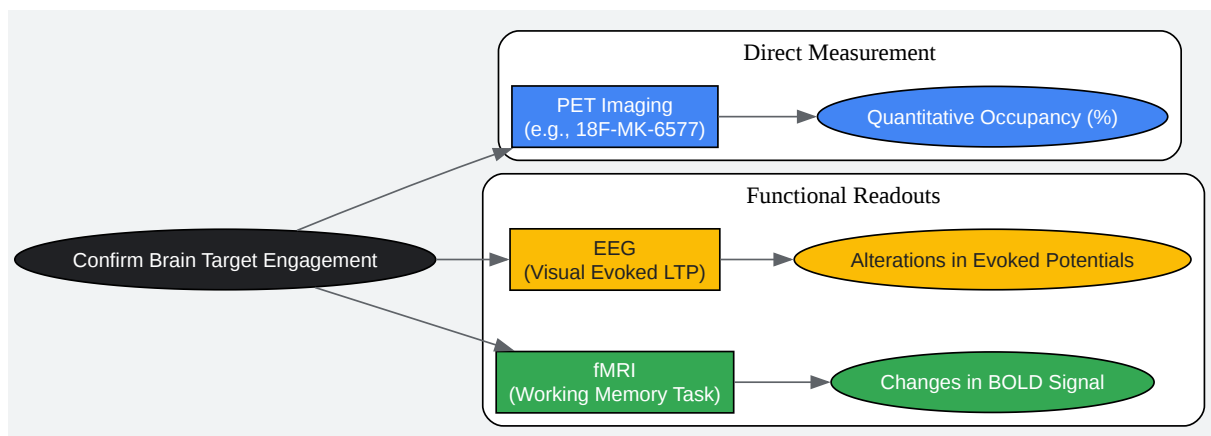 Direct Measurement
PET Imaging
(e.g., 18F-MK-6577)
Quantitative Occupancy (%)
Functional Readouts
Confirm Brain Target Engagement
EEG
(Visual Evoked LTP)
Alterations in Evoked Potentials
fMRI
(Working Memory Task)
Changes in BOLD Signal